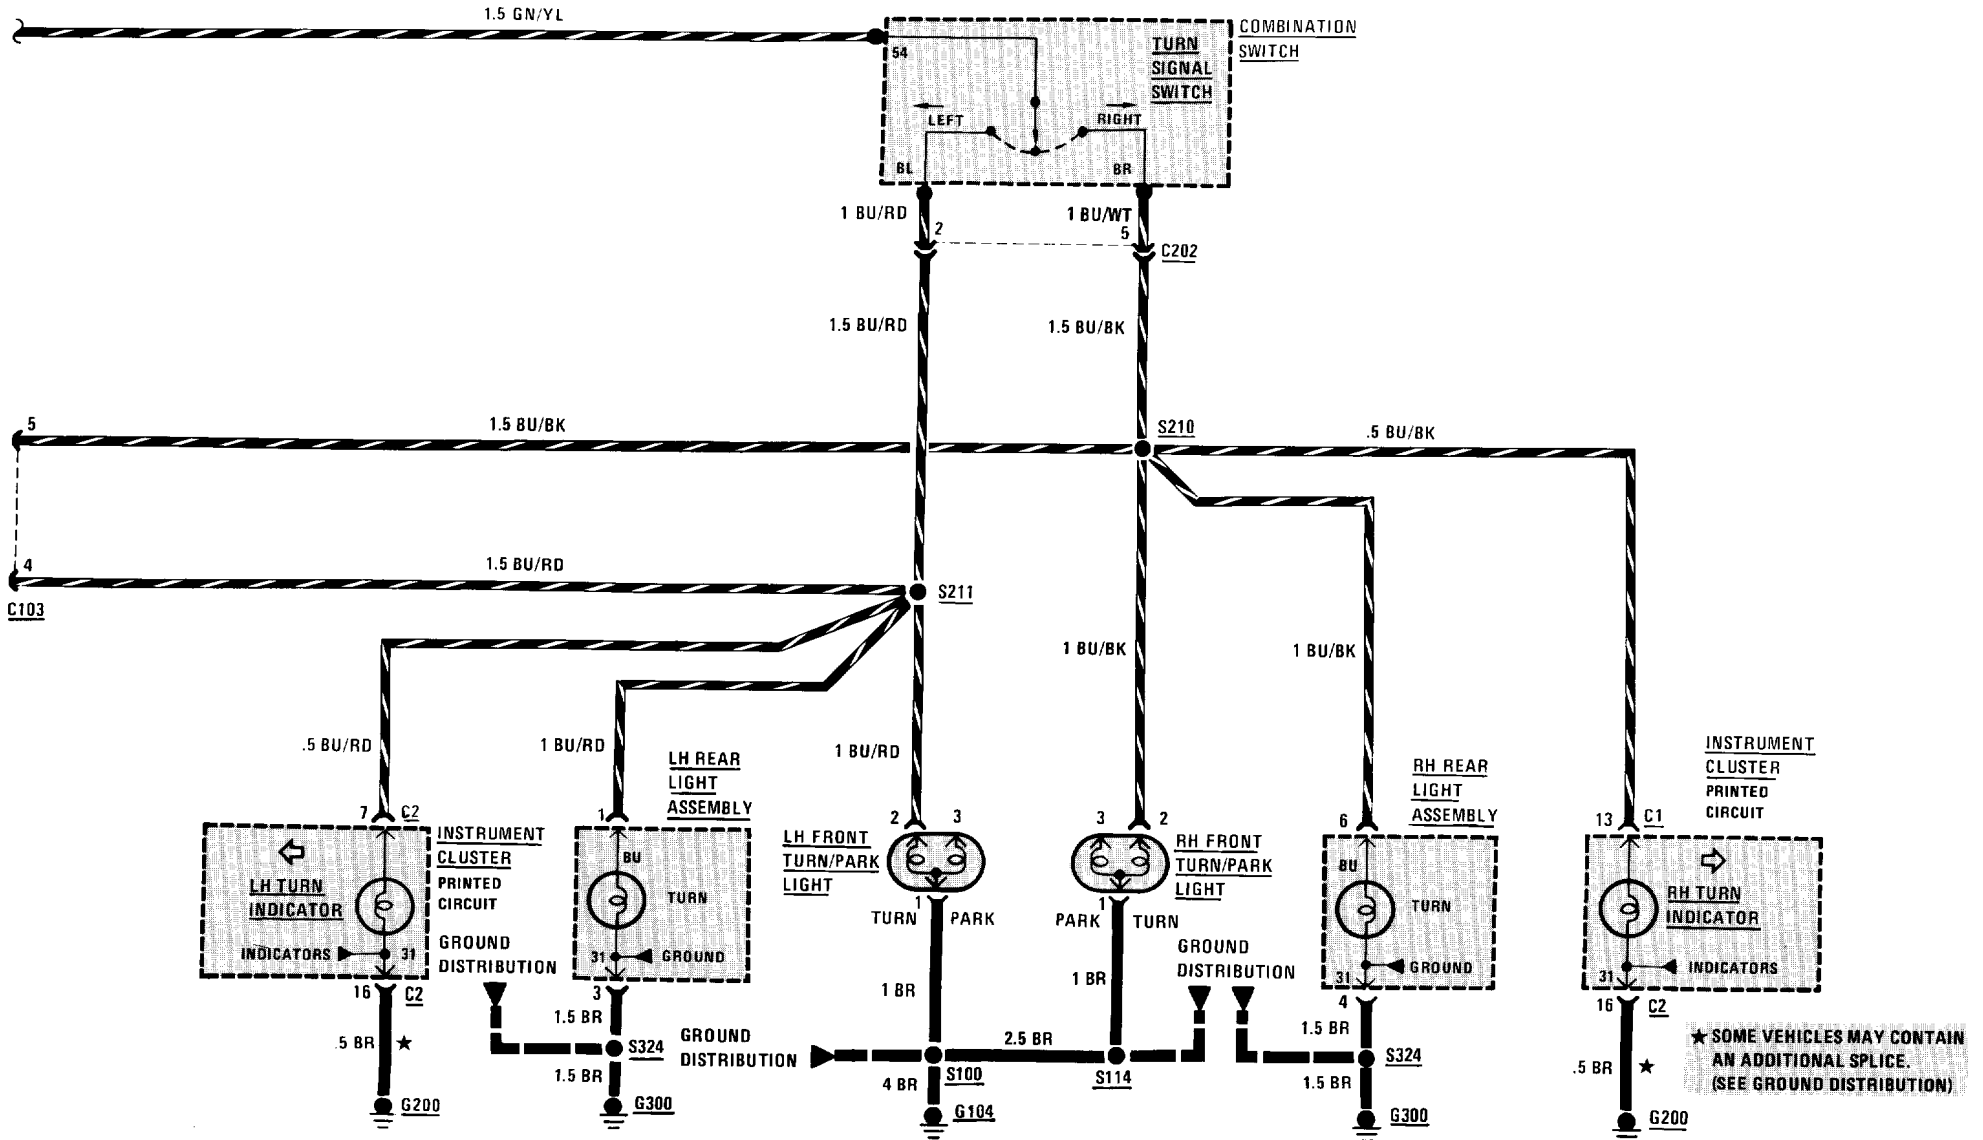 1.5 GN/YL
COMBINATION
SWITCH
54
TURN
SIGNAL
SWITCH
LEFT
RIGHT
BL
BR
1 BU/RD
1 BU/WT
2
5
C202
1.5 BU/RD
1.5 BU/BK
5
1.5 BU/BK
S210
.5 BU/BK
4
1.5 BU/RD
C103
S211
1 BU/BK
1 BU/BK
.5 BU/RD
1 BU/RD
1 BU/RD
LH REAR
LIGHT
ASSEMBLY
RH REAR
LIGHT
ASSEMBLY
INSTRUMENT
CLUSTER
PRINTED
CIRCUIT
7
C2
INSTRUMENT
CLUSTER
PRINTED
CIRCUIT
LH TURN
INDICATOR
INDICATORS
31
16
C2
.5 BR ★
G200
1
BU
TURN
31
GROUND
3
GROUND
DISTRIBUTION
1.5 BR
S324
1.5 BR
G300
LH FRONT
TURN/PARK
LIGHT
2
3
1
TURN
PARK
1 BR
GROUND
DISTRIBUTION
2.5 BR
S100
4 BR
G104
3
2
RH FRONT
TURN/PARK
LIGHT
1
PARK
TURN
1 BR
S114
GROUND
DISTRIBUTION
6
BU
TURN
31
GROUND
4
1.5 BR
S324
1.5 BR
G300
13
C1
RH TURN
INDICATOR
31
INDICATORS
16
C2
.5 BR ★
G200
★ SOME VEHICLES MAY CONTAIN
AN ADDITIONAL SPLICE.
(SEE GROUND DISTRIBUTION)